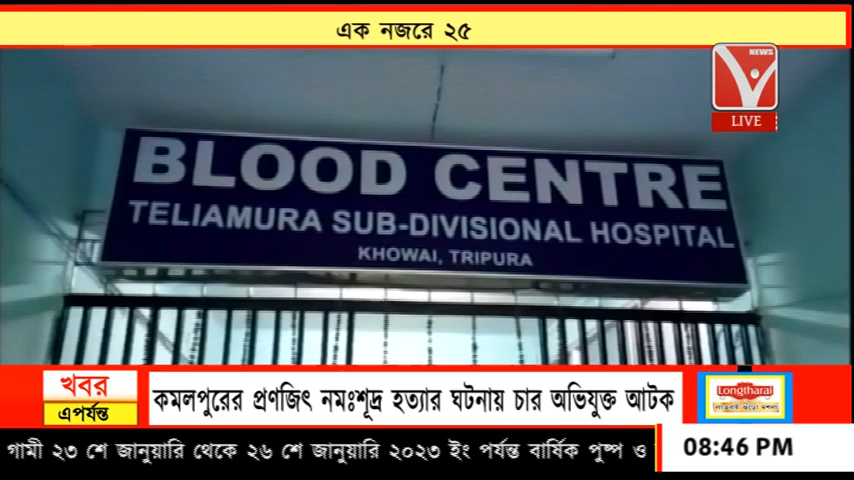 এক নজরে ২৫
NEWS
LIVE
BLOOD CENTRE
TELIAMURA SUB-DIVISIONAL HOSPITAL
KHOWAI, TRIPURA
খবর
এপর্যন্ত
কমলপুরের প্রণজিৎ নমঃশূদ্র হত্যার ঘটনায় চার অভিযুক্ত আটক
Longtharai
গামী ২৩ শে জানুয়ারি থেকে ২৬ শে জানুয়ারি ২০২৩ ইং পর্যন্ত বার্ষিক পুষ্প ও
08:46 PM